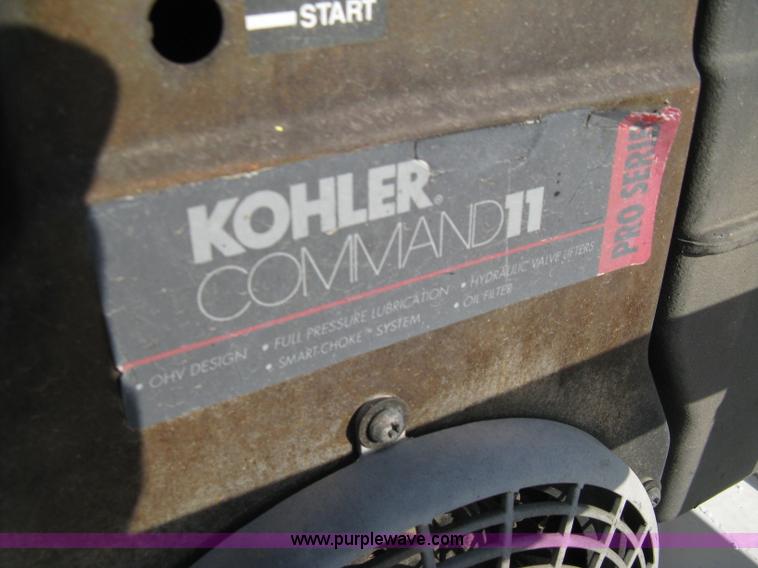 START
KOHLER®
COMMAND11
PRO SERIE
• OHV DESIGN • FULL PRESSURE LUBRICATION • HYDRAULIC VALVE LIFTERS
• SMART-CHOKE™ SYSTEM • OIL FILTER
www.purplewave.com